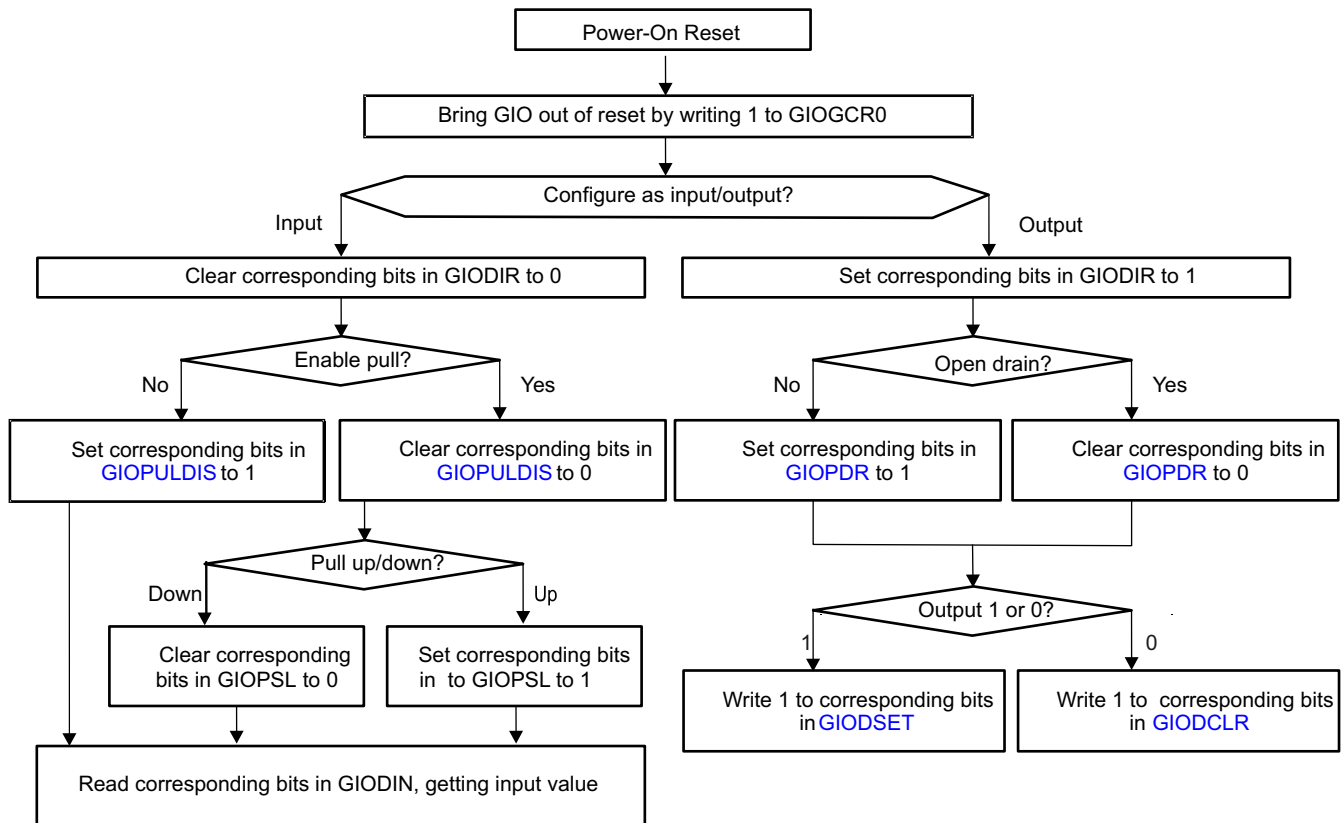 Power-On Reset
Bring GIO out of reset by writing 1 to GIOGCR0
Configure as input/output?
Input
Output
Clear corresponding bits in GIODIR to 0
Set corresponding bits in GIODIR to 1
Enable pull?
Open drain?
No
Yes
No
Yes
Set corresponding bits in
GIOPULDIS to 1
Clear corresponding bits in
GIOPULDIS to 0
Set corresponding bits in
GIOPDR to 1
Clear corresponding bits in
GIOPDR to 0
Pull up/down?
Down
Up
Output 1 or 0?
1
0
Clear corresponding
bits in GIOPSL to 0
Set corresponding bits
in to GIOPSL to 1
Write 1 to corresponding bits
in GIODSET
Write 1 to corresponding bits
in GIODCLR
Read corresponding bits in GIODIN, getting input value